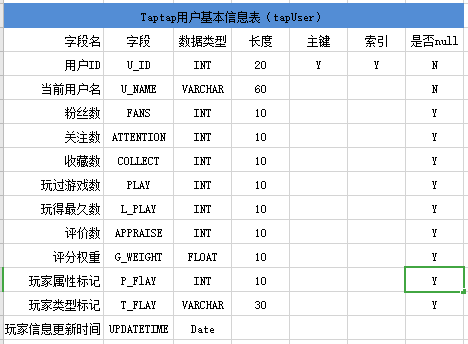 Taptap用户基本信息表（tapUser）
字段名 字段 数据类型 长度 主键 索引 是否null
用户ID U_ID INT 20 Y Y N
当前用户名 U_NAME VARCHAR 60 N
粉丝数 FANS INT 10 Y
关注数 ATTENTION INT 10 Y
收藏数 COLLECT INT 10 Y
玩过游戏数 PLAY INT 10 Y
玩得最久数 L_PLAY INT 10 Y
评价数 APPRAISE INT 10 Y
评分权重 G_WEIGHT FLOAT 10 Y
玩家属性标记 P_FlAY INT 10 Y
玩家类型标记 T_FLAY VARCHAR 30 Y
玩家信息更新时间 UPDATETIME Date